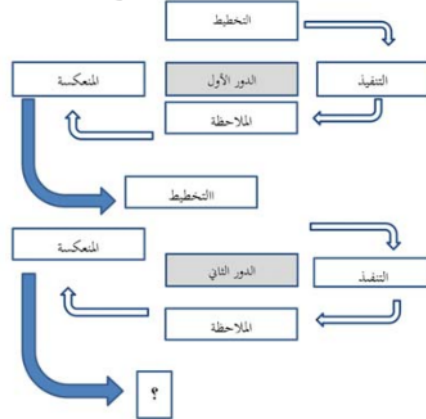 التخطيط
التنفيذ
الدور الأول
المنعكسة
الملاحظة
االتخطيط
المنعكسة
الدور الثاني
التنفيذ
الملاحظة
؟